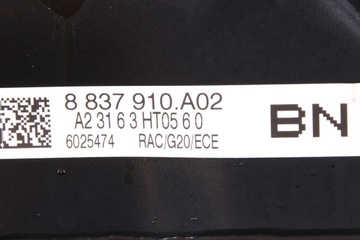 8 837 910.A02
A2 31 6 3 HT05 6 0
6025474 RAC/G20/ECE
BN